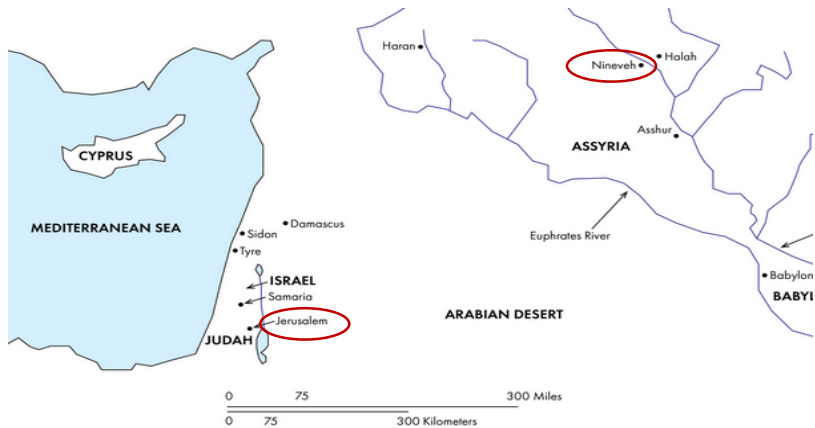 Haran
Nineveh
Halah
CYPRUS
Asshur
ASSYRIA
MEDITERRANEAN SEA
Damascus
Sidon
Tyre
Euphrates River
ISRAEL
Samaria
Babylon
BABYL
ARABIAN DESERT
Jerusalem
JUDAH
0 75 300 Miles
0 75 300 Kilometers